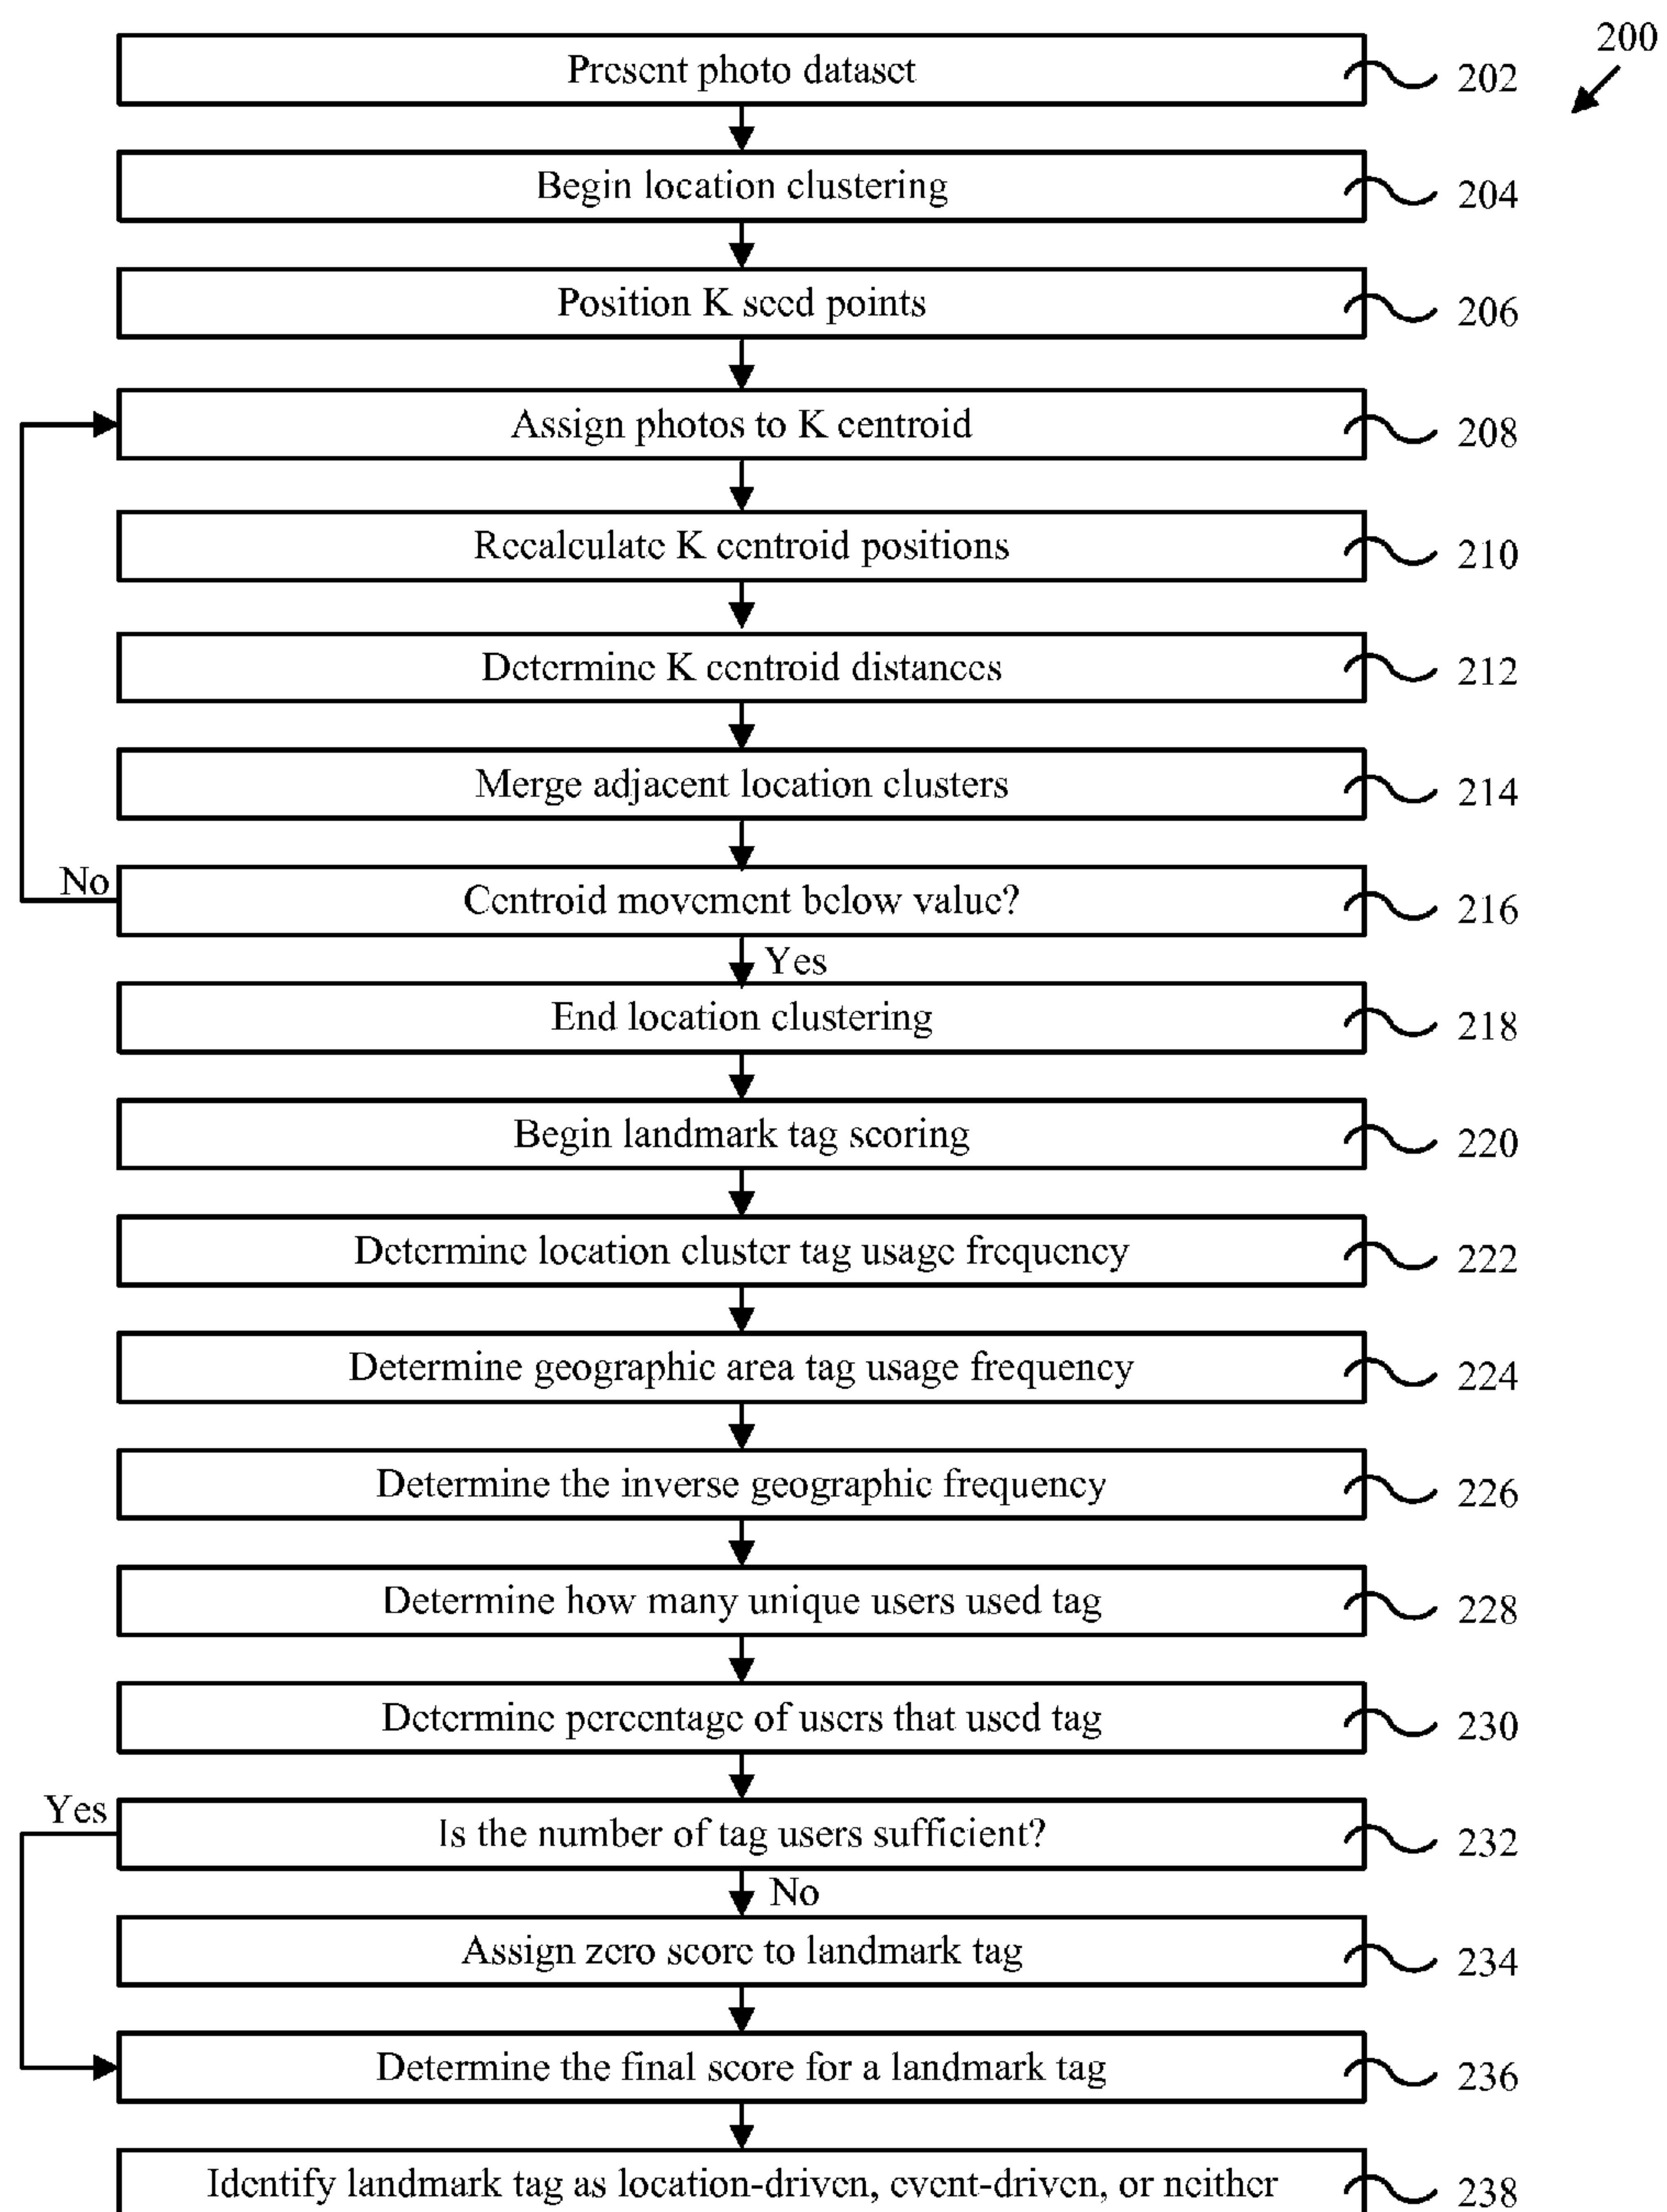 200
Present photo dataset 202
Begin location clustering 204
Position K seed points 206
Assign photos to K centroid 208
Recalculate K centroid positions 210
Determine K centroid distances 212
Merge adjacent location clusters 214
No Centroid movement below value? 216
Yes
End location clustering 218
Begin landmark tag scoring 220
Determine location cluster tag usage frequency 222
Determine geographic area tag usage frequency 224
Determine the inverse geographic frequency 226
Determine how many unique users used tag 228
Determine percentage of users that used tag 230
Yes Is the number of tag users sufficient? 232
No
Assign zero score to landmark tag 234
Determine the final score for a landmark tag 236
Identify landmark tag as location-driven, event-driven, or neither 238